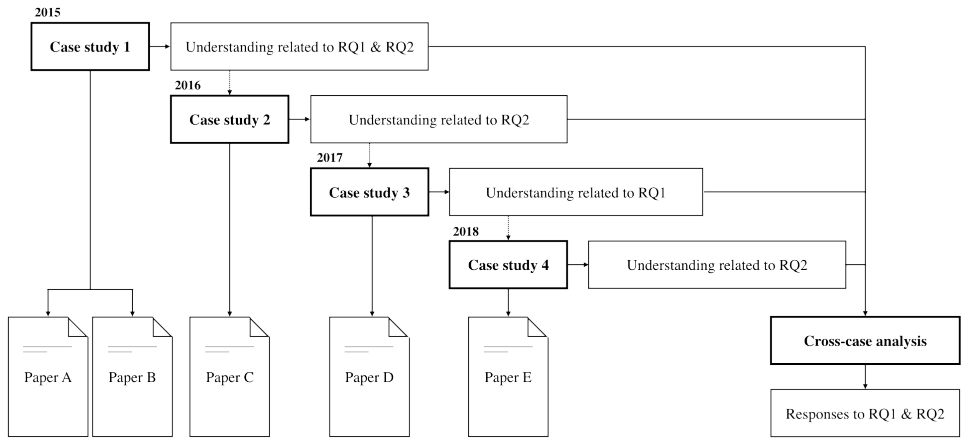 2015
Case study 1
Understanding related to RQ1 & RQ2
2016
Case study 2
Understanding related to RQ2
2017
Case study 3
Understanding related to RQ1
2018
Case study 4
Understanding related to RQ2
Paper A
Paper B
Paper C
Paper D
Paper E
Cross-case analysis
Responses to RQ1 & RQ2